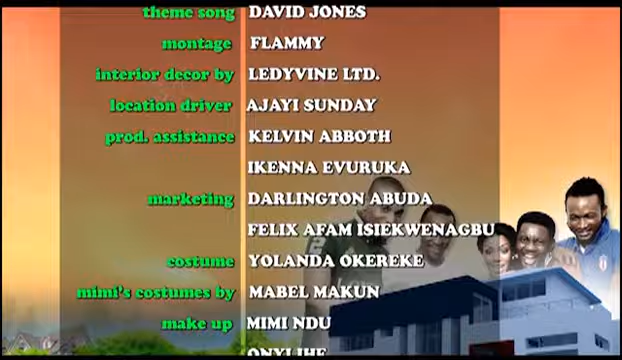 theme song DAVID JONES
montage FLAMMY
interior decor by LEDYVINE LTD.
location driver AJAYI SUNDAY
prod. assistance KELVIN ABBOTH
IKENNA EVURUKA
marketing DARLINGTON ABUDA
FELIX AFAM ISIEKWENAGBU
costume YOLANDA OKEREKE
mimi's costumes by MABEL MAKUN
make up MIMI NDU